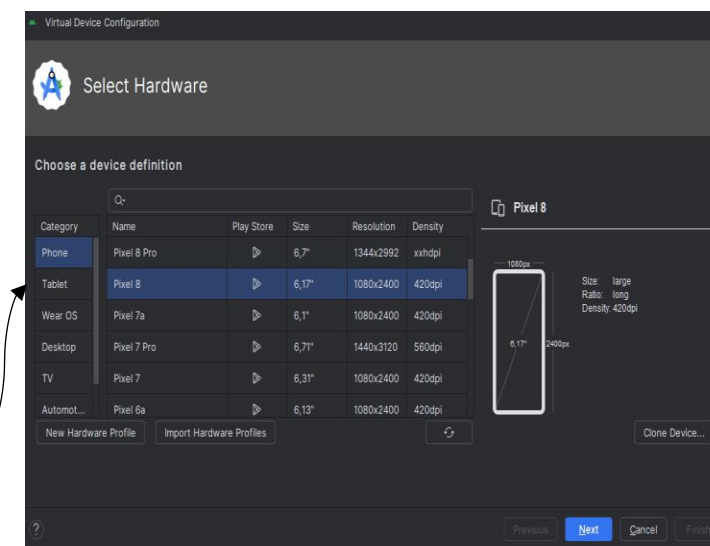 Virtual Device Configuration
Select Hardware
Choose a device definition
Category Name Play Store Size Resolution Density
Phone Pixel 8 Pro 6,7" 1344x2992 xxhdpi
Tablet Pixel 8 6,17" 1080x2400 420dpi
Wear OS Pixel 7a 6,1" 1080x2400 420dpi
Desktop Pixel 7 Pro 6,71" 1440x3120 560dpi
TV Pixel 7 6,31" 1080x2400 420dpi
Automot... Pixel 6a 6,13" 1080x2400 420dpi
New Hardware Profile Import Hardware Profiles
Pixel 8
1080px
6,17" 2400px
Size: large
Ratio: long
Density: 420dpi
Clone Device...
? Previous Next Cancel Finish